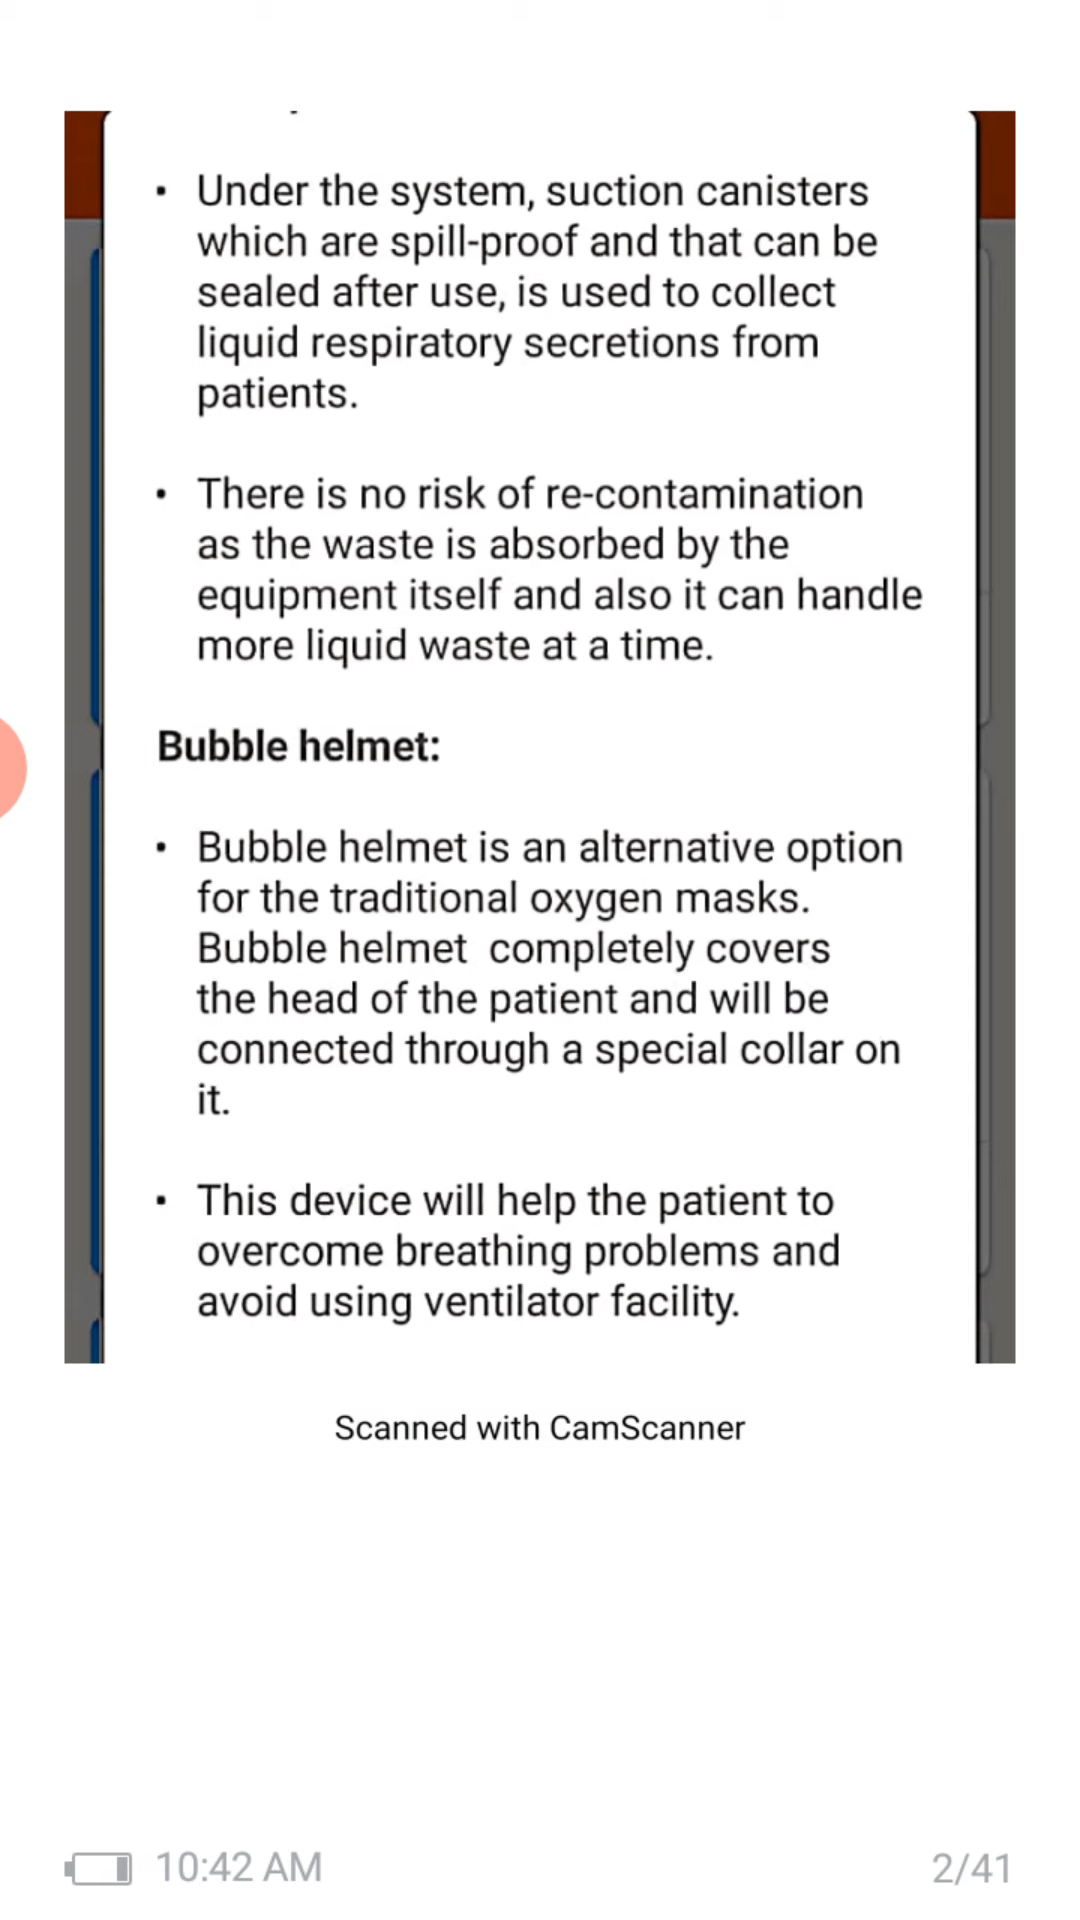 • Under the system, suction canisters
which are spill-proof and that can be
sealed after use, is used to collect
liquid respiratory secretions from
patients.
• There is no risk of re-contamination
as the waste is absorbed by the
equipment itself and also it can handle
more liquid waste at a time.
Bubble helmet:
• Bubble helmet is an alternative option
for the traditional oxygen masks.
Bubble helmet completely covers
the head of the patient and will be
connected through a special collar on
it.
• This device will help the patient to
overcome breathing problems and
avoid using ventilator facility.
Scanned with CamScanner
10:42 AM 2/41